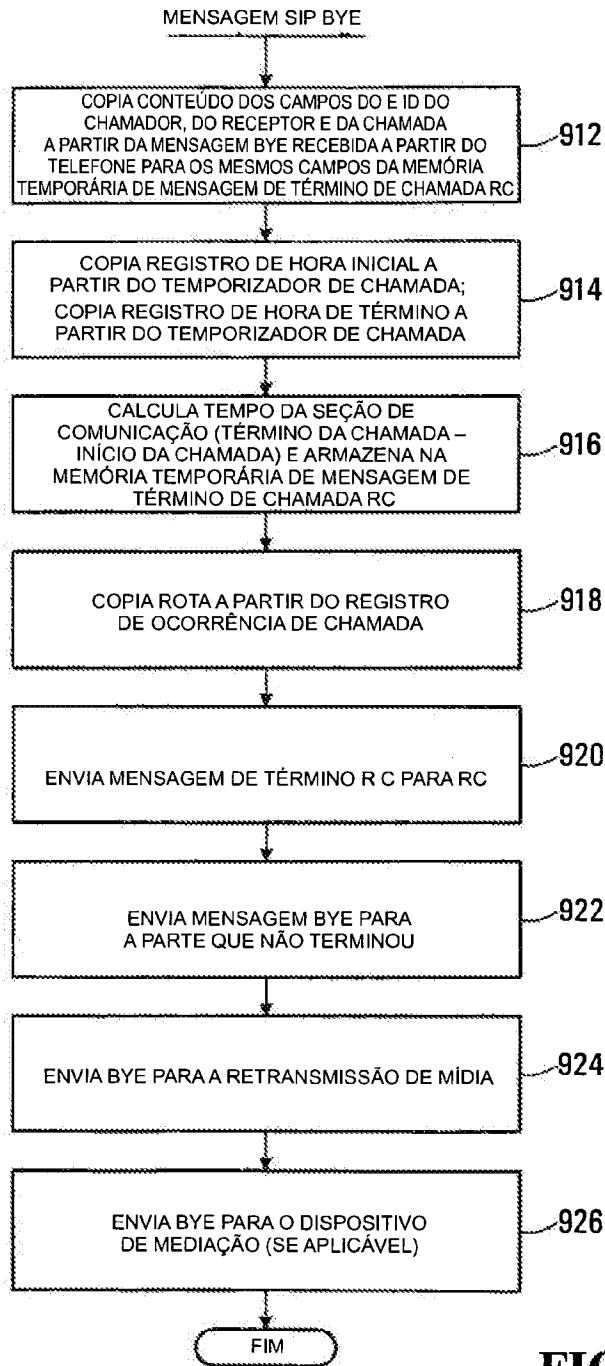 MENSAGEM SIP BYE
COPIA CONTEÚDO DOS CAMPOS DO E ID DO
CHAMADOR, DO RECEPTOR E DA CHAMADA
A PARTIR DA MENSAGEM BYE RECEBIDA A PARTIR DO
TELEFONE PARA OS MESMOS CAMPOS DA MEMÓRIA
TEMPORÁRIA DE MENSAGEM DE TÉRMINO DE CHAMADA RC
912
COPIA REGISTRO DE HORA INICIAL A
PARTIR DO TEMPORIZADOR DE CHAMADA;
COPIA REGISTRO DE HORA DE TÉRMINO A
PARTIR DO TEMPORIZADOR DE CHAMADA
914
CALCULA TEMPO DA SEÇÃO DE
COMUNICAÇÃO (TÉRMINO DA CHAMADA –
INÍCIO DA CHAMADA) E ARMAZENA NA
MEMÓRIA TEMPORÁRIA DE MENSAGEM DE
TÉRMINO DE CHAMADA RC
916
COPIA ROTA A PARTIR DO REGISTRO
DE OCORRÊNCIA DE CHAMADA
918
ENVIA MENSAGEM DE TÉRMINO R C PARA RC
920
ENVIA MENSAGEM BYE PARA
A PARTE QUE NÃO TERMINOU
922
ENVIA BYE PARA A RETRANSMISSÃO DE MÍDIA
924
ENVIA BYE PARA O DISPOSITIVO
DE MEDIAÇÃO (SE APLICÁVEL)
926
FIM